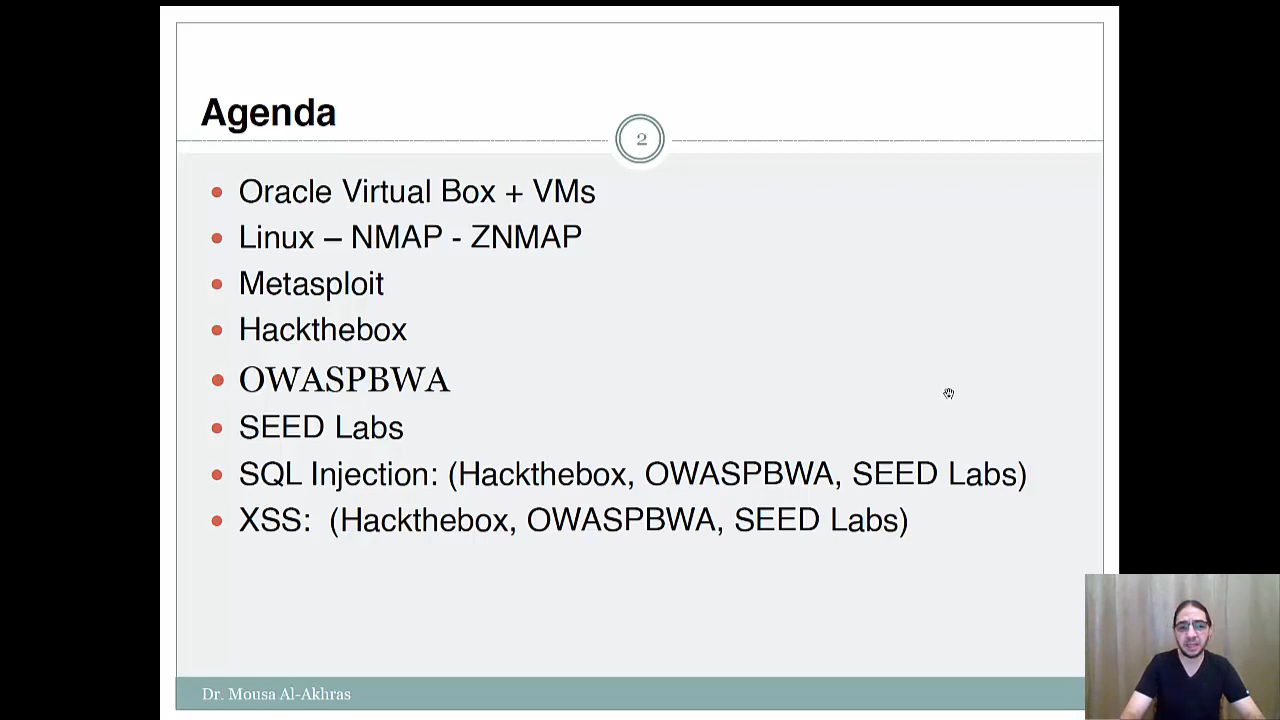 Agenda
2
• Oracle Virtual Box + VMs
• Linux – NMAP - ZNMAP
• Metasploit
• Hackthebox
• OWASPBWA
• SEED Labs
• SQL Injection: (Hackthebox, OWASPBWA, SEED Labs)
• XSS:  (Hackthebox, OWASPBWA, SEED Labs)
Dr. Mousa Al-Akhras